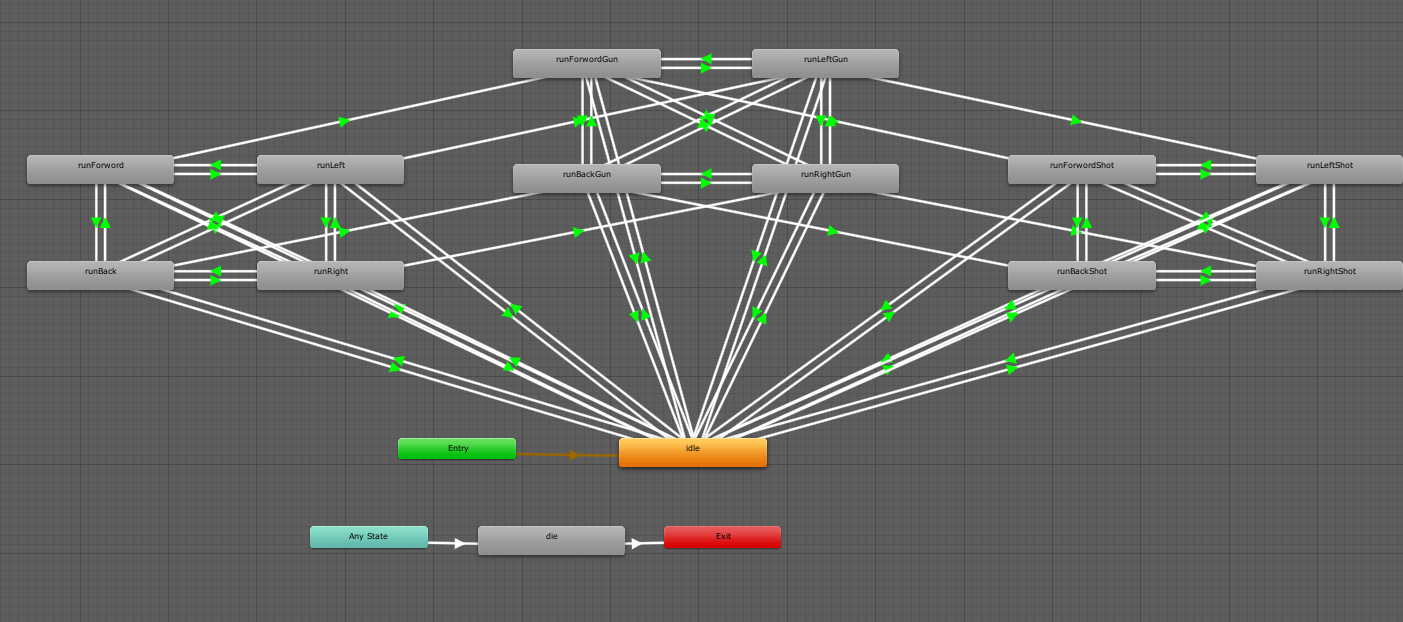 runForwordGun
runLeftGun
runForword
runLeft
runBackGun
runRightGun
runForwordShot
runLeftShot
runBack
runRight
runBackShot
runRightShot
Entry
idle
Any State
die
Exit